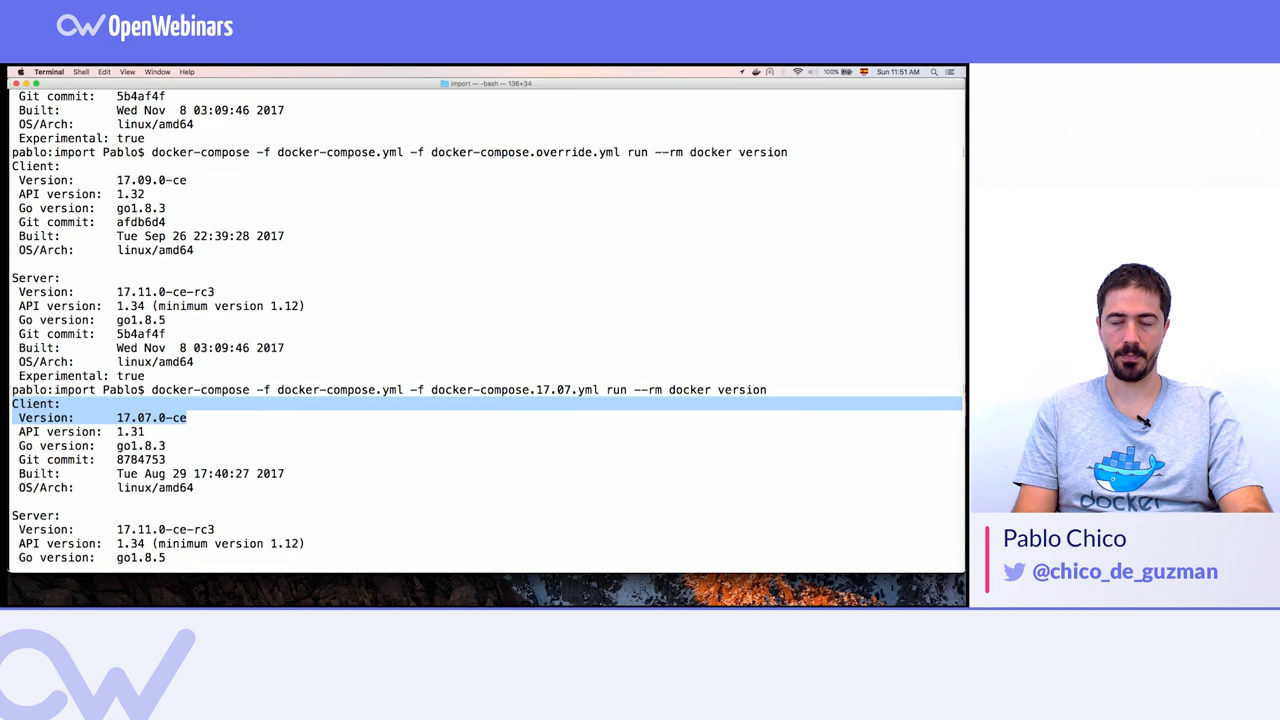 OpenWebinars
Terminal Shell Edit View Window Help 100% Sun 11:51 AM
import — -bash — 136×34
Git commit: 5b4af4f
Built: Wed Nov 8 03:09:46 2017
OS/Arch: linux/amd64
Experimental: true
pablo:import Pablo$ docker-compose -f docker-compose.yml -f docker-compose.override.yml run --rm docker version
Client:
Version: 17.09.0-ce
API version: 1.32
Go version: go1.8.3
Git commit: afdb6d4
Built: Tue Sep 26 22:39:28 2017
OS/Arch: linux/amd64
Server:
Version: 17.11.0-ce-rc3
API version: 1.34 (minimum version 1.12)
Go version: go1.8.5
Git commit: 5b4af4f
Built: Wed Nov 8 03:09:46 2017
OS/Arch: linux/amd64
Experimental: true
pablo:import Pablo$ docker-compose -f docker-compose.yml -f docker-compose.17.07.yml run --rm docker version
Client:
Version: 17.07.0-ce
API version: 1.31
Go version: go1.8.3
Git commit: 8784753
Built: Tue Aug 29 17:40:27 2017
OS/Arch: linux/amd64
Server:
Version: 17.11.0-ce-rc3
API version: 1.34 (minimum version 1.12)
Go version: go1.8.5
docker
Pablo Chico
@chico_de_guzman